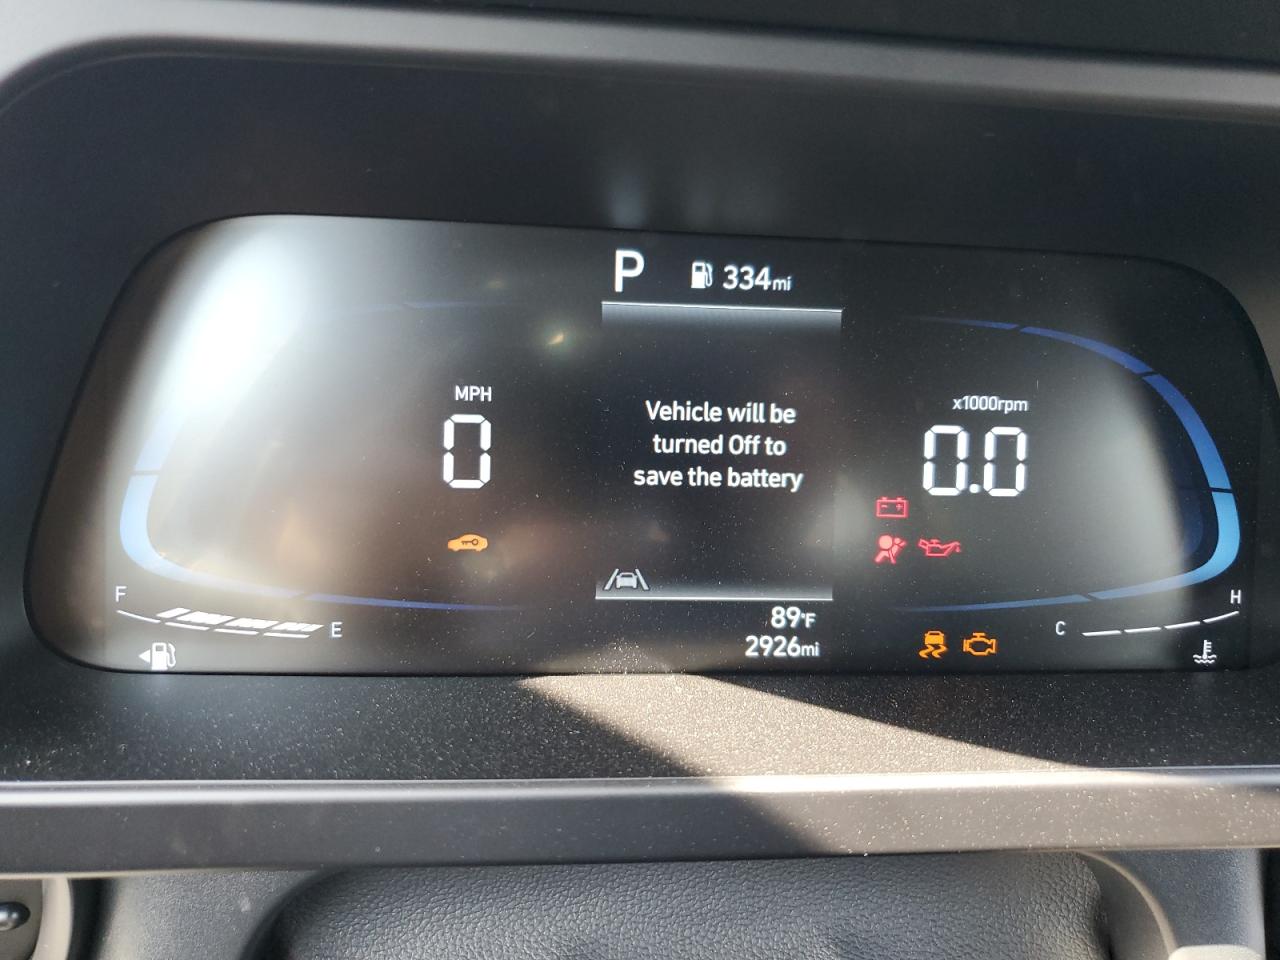 P 334mi
MPH
0
Vehicle will be
turned Off to
save the battery
x1000rpm
0.0
F
E
89°F
2926mi
C
H